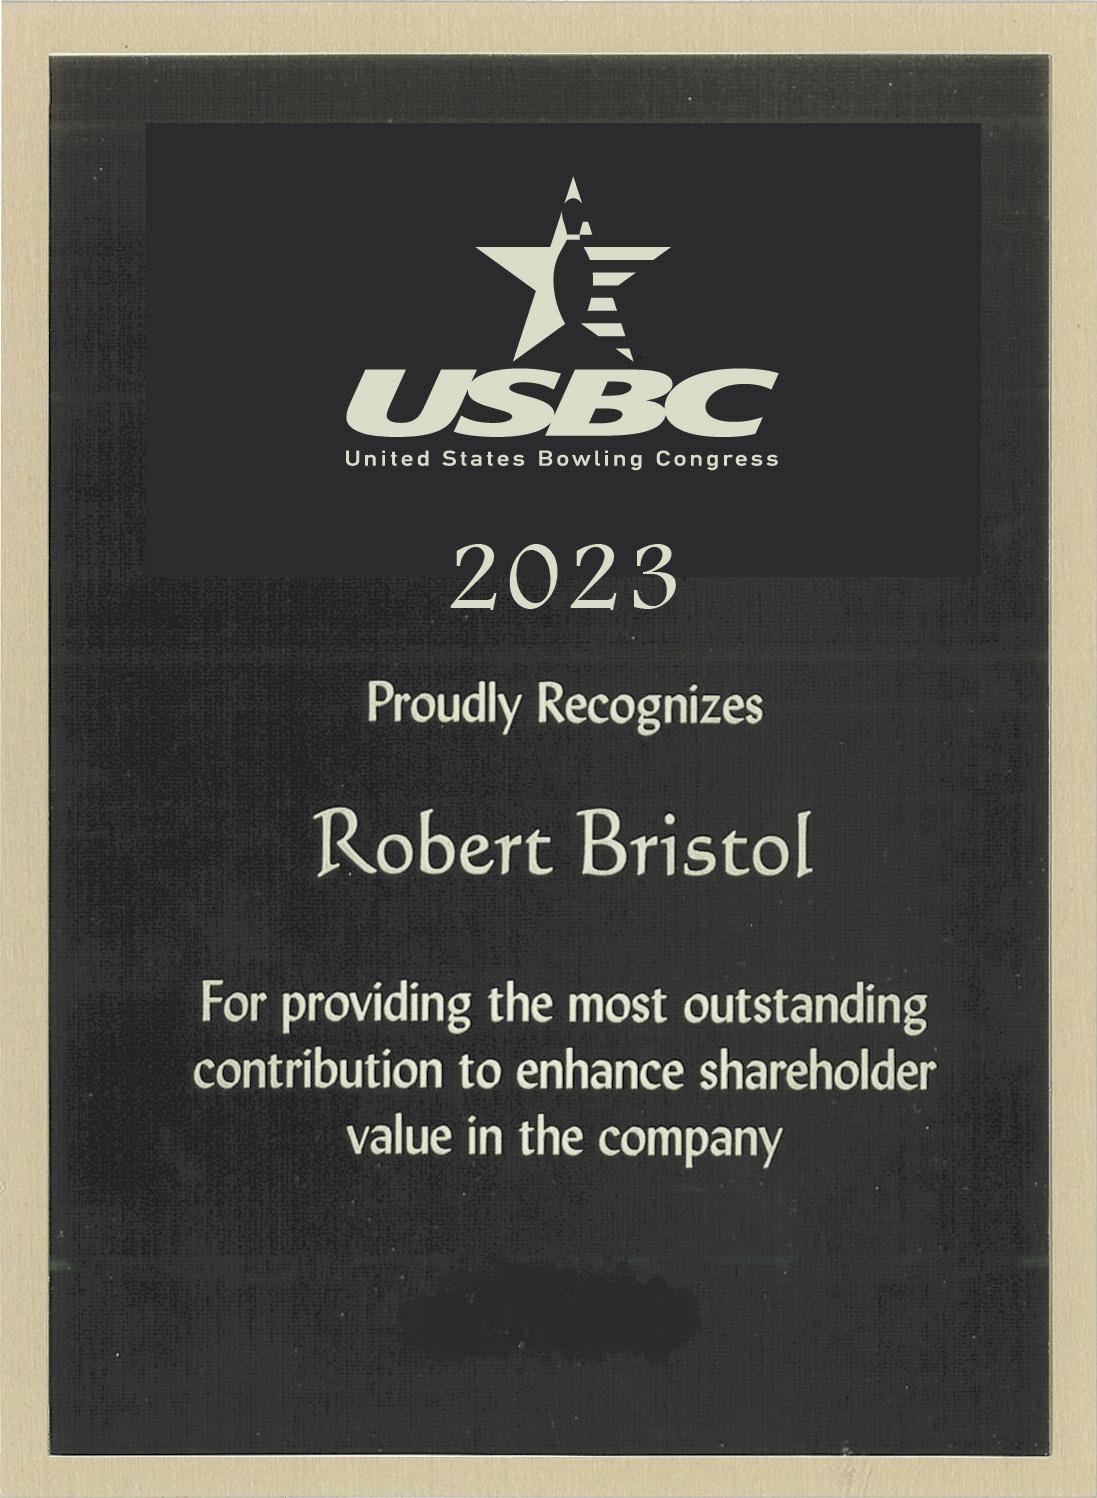 USBC
United States Bowling Congress
2023
Proudly Recognizes
Robert Bristol
For providing the most outstanding
contribution to enhance shareholder
value in the company